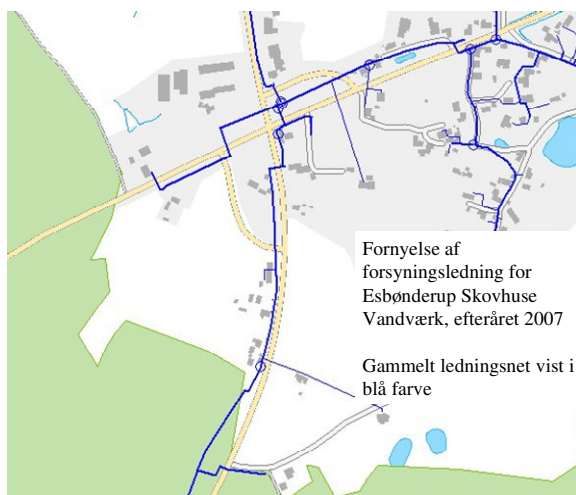 Fornyelse af
forsyningsledning for
Esbønderup Skovhuse
Vandværk, efteråret 2007
Gammelt ledningsnet vist i
blå farve